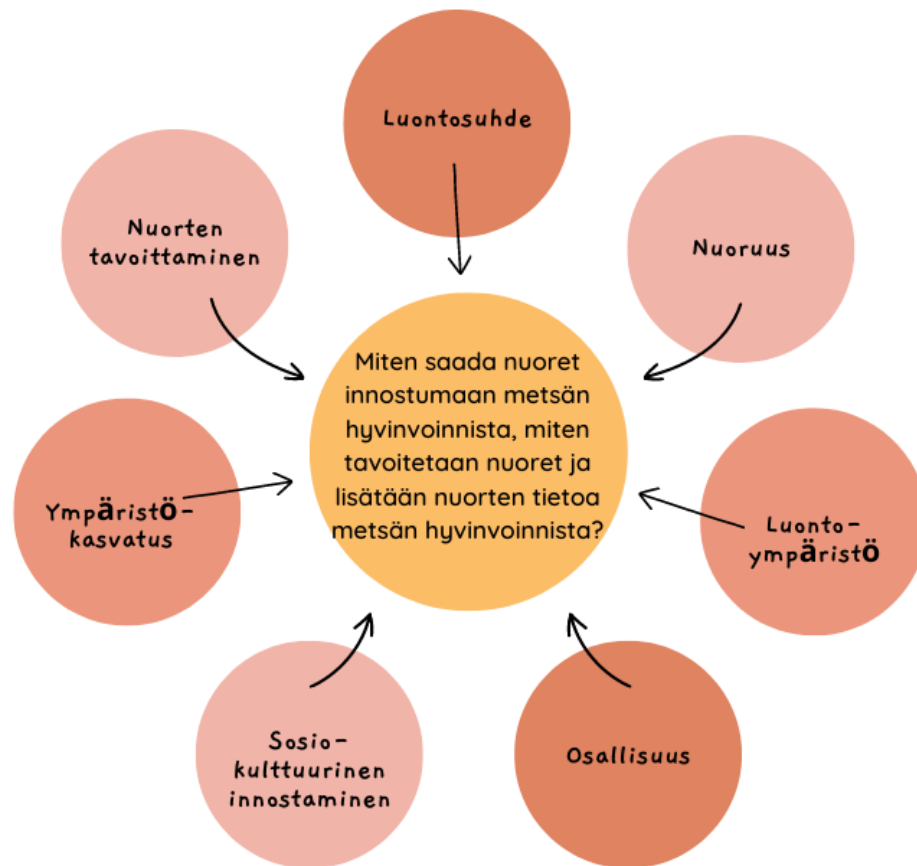 Luontosuhde
Nuorten
tavoittaminen
Nuoruus
Miten saada nuoret
innostumaan metsän
hyvinvoinnista, miten
tavoitetaan nuoret ja
lisätään nuorten tietoa
metsän hyvinvoinnista?
Ympäristö-
kasvatus
Luonto-
ympäristö
Sosio-
kulttuurinen
innostaminen
Osallisuus